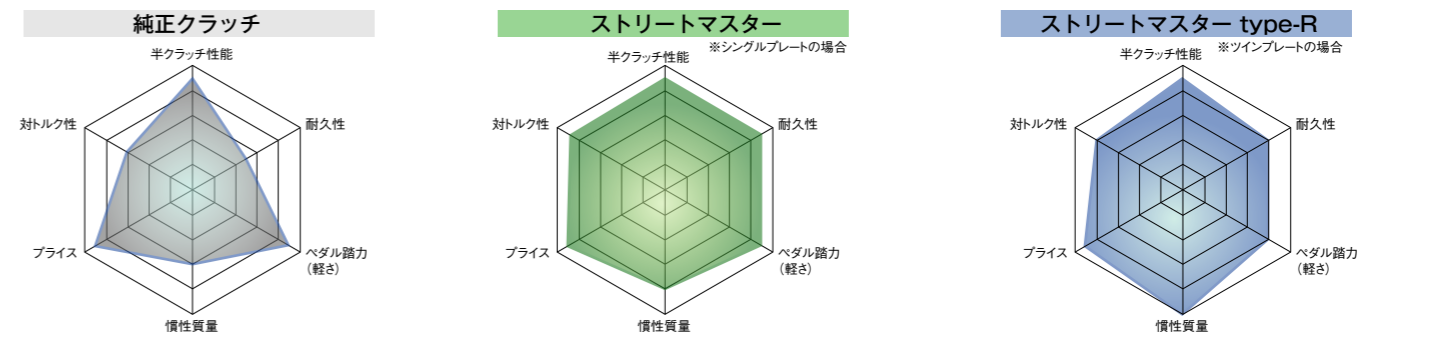 純正クラッチ
半クラッチ性能
対トルク性
耐久性
プライス
ペダル踏力
（軽さ）
慣性質量
ストリートマスター
※シングルプレートの場合
半クラッチ性能
対トルク性
耐久性
プライス
ペダル踏力
（軽さ）
慣性質量
ストリートマスター type-R
※ツインプレートの場合
半クラッチ性能
対トルク性
耐久性
プライス
ペダル踏力
（軽さ）
慣性質量